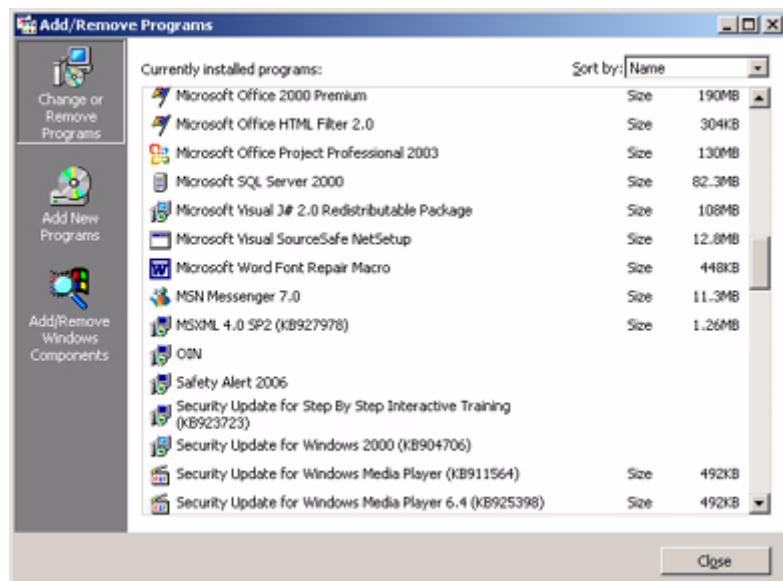 Add/Remove Programs
Change or
Remove
Programs
Add New
Programs
Add/Remove
Windows
Components
Currently installed programs:
Sort by: Name
Microsoft Office 2000 Premium Size 190MB
Microsoft Office HTML Filter 2.0 Size 304KB
Microsoft Office Project Professional 2003 Size 130MB
Microsoft SQL Server 2000 Size 82.3MB
Microsoft Visual J# 2.0 Redistributable Package Size 108MB
Microsoft Visual SourceSafe NetSetup Size 12.8MB
Microsoft Word Font Repair Macro Size 448KB
MSN Messenger 7.0 Size 11.3MB
MSXML 4.0 SP2 (KB927978) Size 1.26MB
OIN
Safety Alert 2006
Security Update for Step By Step Interactive Training
(KB923723)
Security Update for Windows 2000 (KB904706)
Security Update for Windows Media Player (KB911564) Size 492KB
Security Update for Windows Media Player 6.4 (KB925398) Size 492KB
Close